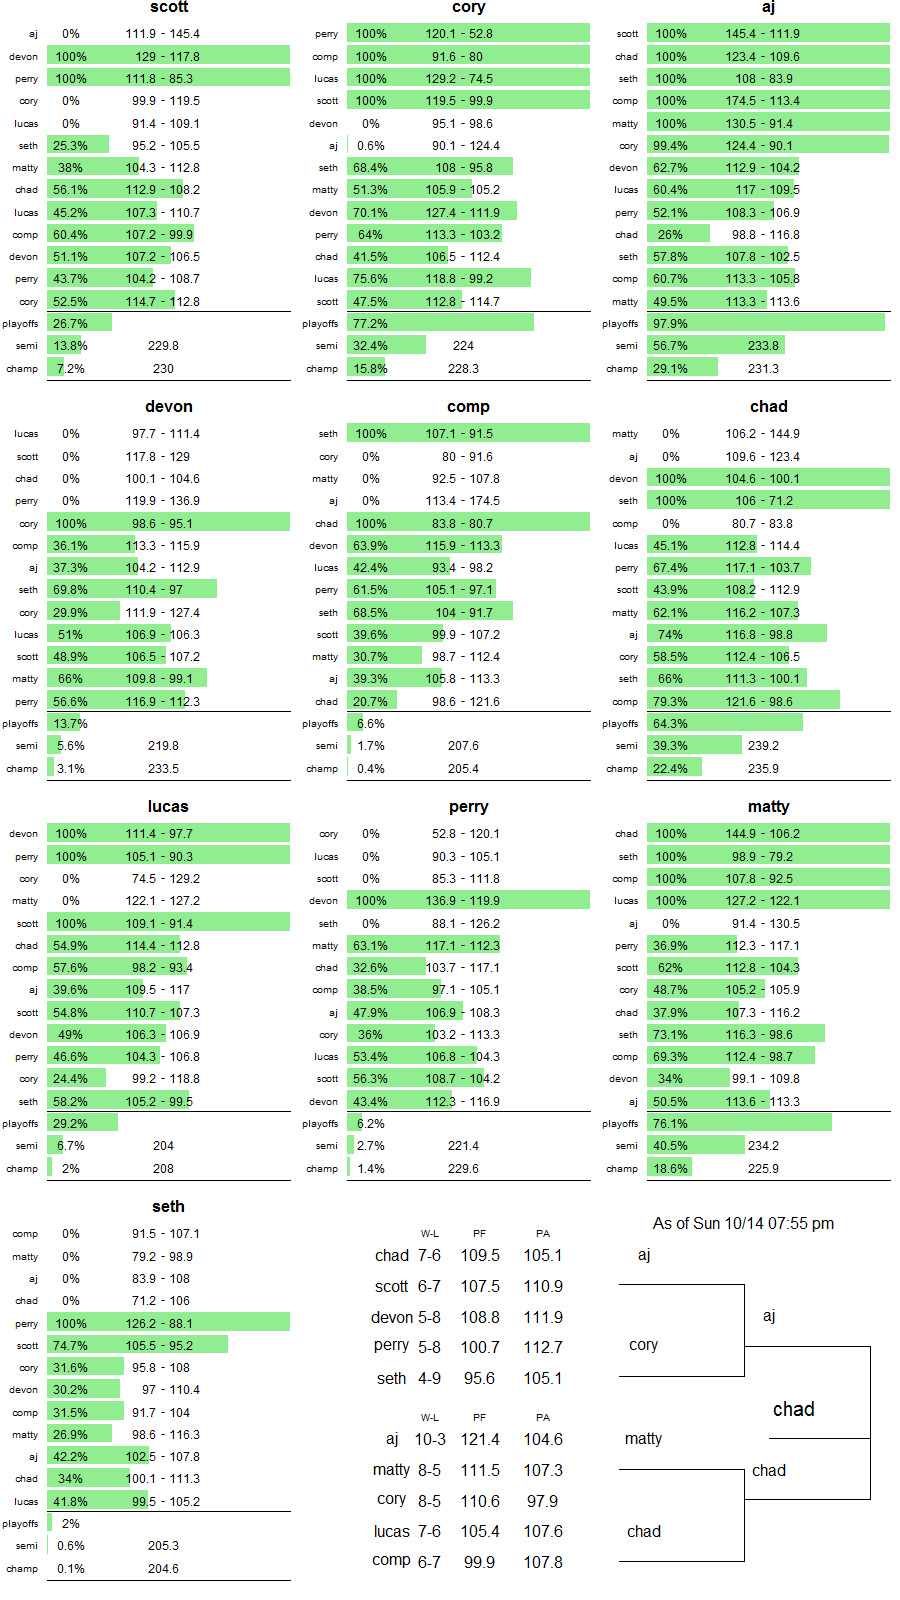 scott cory aj
aj 0% 111.9 - 145.4 perry 100% 120.1 - 52.8 scott 100% 145.4 - 111.9
devon 100% 129 - 117.8 comp 100% 91.6 - 80 chad 100% 123.4 - 109.6
perry 100% 111.8 - 85.3 lucas 100% 129.2 - 74.5 seth 100% 108 - 83.9
cory 0% 99.9 - 119.5 scott 100% 119.5 - 99.9 comp 100% 174.5 - 113.4
lucas 0% 91.4 - 109.1 devon 0% 95.1 - 98.6 matty 100% 130.5 - 91.4
seth 25.3% 95.2 - 105.5 aj 0.6% 90.1 - 124.4 cory 99.4% 124.4 - 90.1
matty 38% 104.3 - 112.8 seth 68.4% 108 - 95.8 devon 62.7% 112.9 - 104.2
chad 56.1% 112.9 - 108.2 matty 51.3% 105.9 - 105.2 lucas 60.4% 117 - 109.5
lucas 45.2% 107.3 - 110.7 devon 70.1% 127.4 - 111.9 perry 52.1% 108.3 - 106.9
comp 60.4% 107.2 - 99.9 perry 64% 113.3 - 103.2 chad 26% 98.8 - 116.8
devon 51.1% 107.2 - 106.5 chad 41.5% 106.5 - 112.4 seth 57.8% 107.8 - 102.5
perry 43.7% 104.2 - 108.7 lucas 75.6% 118.8 - 99.2 comp 60.7% 113.3 - 105.8
cory 52.5% 114.7 - 112.8 scott 47.5% 112.8 - 114.7 matty 49.5% 113.3 - 113.6
playoffs 26.7% playoffs 77.2% playoffs 97.9%
semi 13.8% 229.8 semi 32.4% 224 semi 56.7% 233.8
champ 7.2% 230 champ 15.8% 228.3 champ 29.1% 231.3
devon comp chad
lucas 0% 97.7 - 111.4 seth 100% 107.1 - 91.5 matty 0% 106.2 - 144.9
scott 0% 117.8 - 129 cory 0% 80 - 91.6 aj 0% 109.6 - 123.4
chad 0% 100.1 - 104.6 matty 0% 92.5 - 107.8 devon 100% 104.6 - 100.1
perry 0% 119.9 - 136.9 aj 0% 113.4 - 174.5 seth 100% 106 - 71.2
cory 100% 98.6 - 95.1 chad 100% 83.8 - 80.7 comp 0% 80.7 - 83.8
comp 36.1% 113.3 - 115.9 devon 63.9% 115.9 - 113.3 lucas 45.1% 112.8 - 114.4
aj 37.3% 104.2 - 112.9 lucas 42.4% 93.4 - 98.2 perry 67.4% 117.1 - 103.7
seth 69.8% 110.4 - 97 perry 61.5% 105.1 - 97.1 scott 43.9% 108.2 - 112.9
cory 29.9% 111.9 - 127.4 seth 68.5% 104 - 91.7 matty 62.1% 116.2 - 107.3
lucas 51% 106.9 - 106.3 scott 39.6% 99.9 - 107.2 aj 74% 116.8 - 98.8
scott 48.9% 106.5 - 107.2 matty 30.7% 98.7 - 112.4 cory 58.5% 112.4 - 106.5
matty 66% 109.8 - 99.1 aj 39.3% 105.8 - 113.3 seth 66% 111.3 - 100.1
perry 56.6% 116.9 - 112.3 chad 20.7% 98.6 - 121.6 comp 79.3% 121.6 - 98.6
playoffs 13.7% playoffs 6.6% playoffs 64.3%
semi 5.6% 219.8 semi 1.7% 207.6 semi 39.3% 239.2
champ 3.1% 233.5 champ 0.4% 205.4 champ 22.4% 235.9
lucas perry matty
devon 100% 111.4 - 97.7 cory 0% 52.8 - 120.1 chad 100% 144.9 - 106.2
perry 100% 105.1 - 90.3 lucas 0% 90.3 - 105.1 seth 100% 98.9 - 79.2
cory 0% 74.5 - 129.2 scott 0% 85.3 - 111.8 comp 100% 107.8 - 92.5
matty 0% 122.1 - 127.2 devon 100% 136.9 - 119.9 lucas 100% 127.2 - 122.1
scott 100% 109.1 - 91.4 seth 0% 88.1 - 126.2 aj 0% 91.4 - 130.5
chad 54.9% 114.4 - 112.8 matty 63.1% 117.1 - 112.3 perry 36.9% 112.3 - 117.1
comp 57.6% 98.2 - 93.4 chad 32.6% 103.7 - 117.1 scott 62% 112.8 - 104.3
aj 39.6% 109.5 - 117 comp 38.5% 97.1 - 105.1 cory 48.7% 105.2 - 105.9
scott 54.8% 110.7 - 107.3 aj 47.9% 106.9 - 108.3 chad 37.9% 107.3 - 116.2
devon 49% 106.3 - 106.9 cory 36% 103.2 - 113.3 seth 73.1% 116.3 - 98.6
perry 46.6% 104.3 - 106.8 lucas 53.4% 106.8 - 104.3 comp 69.3% 112.4 - 98.7
cory 24.4% 99.2 - 118.8 scott 56.3% 108.7 - 104.2 devon 34% 99.1 - 109.8
seth 58.2% 105.2 - 99.5 devon 43.4% 112.3 - 116.9 aj 50.5% 113.6 - 113.3
playoffs 29.2% playoffs 6.2% playoffs 76.1%
semi 6.7% 204 semi 2.7% 221.4 semi 40.5% 234.2
champ 2% 208 champ 1.4% 229.6 champ 18.6% 225.9
seth
comp 0% 91.5 - 107.1
matty 0% 79.2 - 98.9
aj 0% 83.9 - 108
chad 0% 71.2 - 106
perry 100% 126.2 - 88.1
scott 74.7% 105.5 - 95.2
cory 31.6% 95.8 - 108
devon 30.2% 97 - 110.4
comp 31.5% 91.7 - 104
matty 26.9% 98.6 - 116.3
aj 42.2% 102.5 - 107.8
chad 34% 100.1 - 111.3
lucas 41.8% 99.5 - 105.2
playoffs 2%
semi 0.6% 205.3
champ 0.1% 204.6
W-L PF PA
chad 7-6 109.5 105.1
scott 6-7 107.5 110.9
devon 5-8 108.8 111.9
perry 5-8 100.7 112.7
seth 4-9 95.6 105.1
W-L PF PA
aj 10-3 121.4 104.6
matty 8-5 111.5 107.3
cory 8-5 110.6 97.9
lucas 7-6 105.4 107.6
comp 6-7 99.9 107.8
As of Sun 10/14 07:55 pm
aj
aj
cory
chad
matty
chad
chad